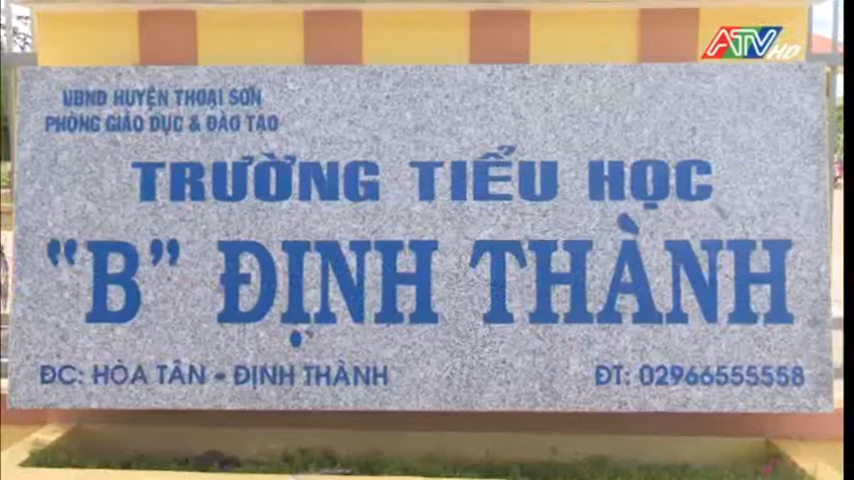 ATV HD
UBND HUYỆN THOẠI SƠN
PHÒNG GIÁO DỤC & ĐÀO TẠO
TRƯỜNG TIỂU HỌC
"B" ĐỊNH THÀNH
ĐC: HÒA TÂN - ĐỊNH THÀNH
ĐT: 02966555558